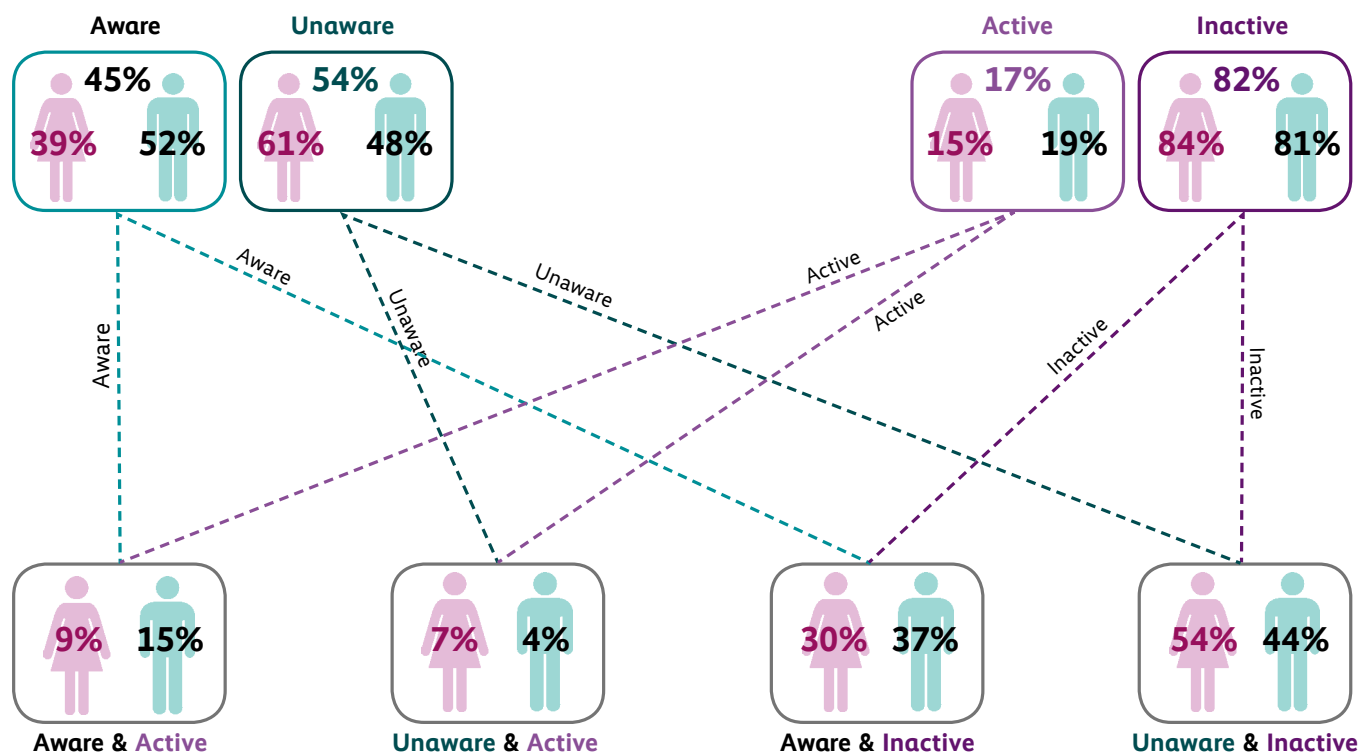 Aware
Unaware
Active
Inactive
45%
39%
52%
54%
61%
48%
17%
15%
19%
82%
84%
81%
Aware
Aware
Unaware
Unaware
Active
Active
Inactive
Inactive
9%
15%
7%
4%
30%
37%
54%
44%
Aware & Active
Unaware & Active
Aware & Inactive
Unaware & Inactive